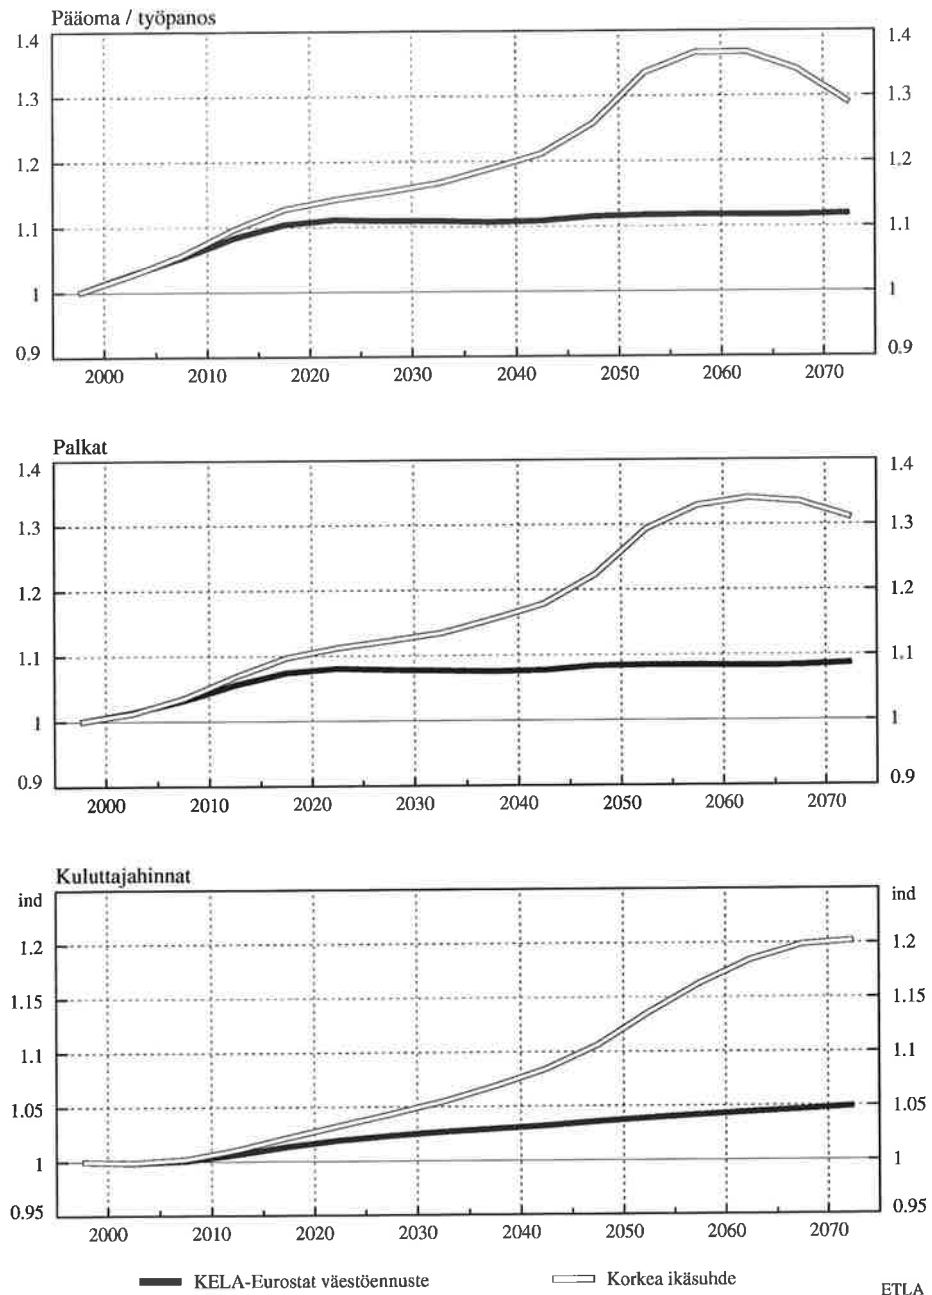 Pääoma / työpanos
1.4 1.4
1.3 1.3
1.2 1.2
1.1 1.1
1 1
0.9 0.9
2000 2010 2020 2030 2040 2050 2060 2070
Palkat
1.4 1.4
1.3 1.3
1.2 1.2
1.1 1.1
1 1
0.9 0.9
2000 2010 2020 2030 2040 2050 2060 2070
Kuluttajahinnat
ind ind
1.2 1.2
1.15 1.15
1.1 1.1
1.05 1.05
1 1
0.95 0.95
2000 2010 2020 2030 2040 2050 2060 2070
KELA-Eurostat väestöennuste Korkea ikäsuhde
ETLA